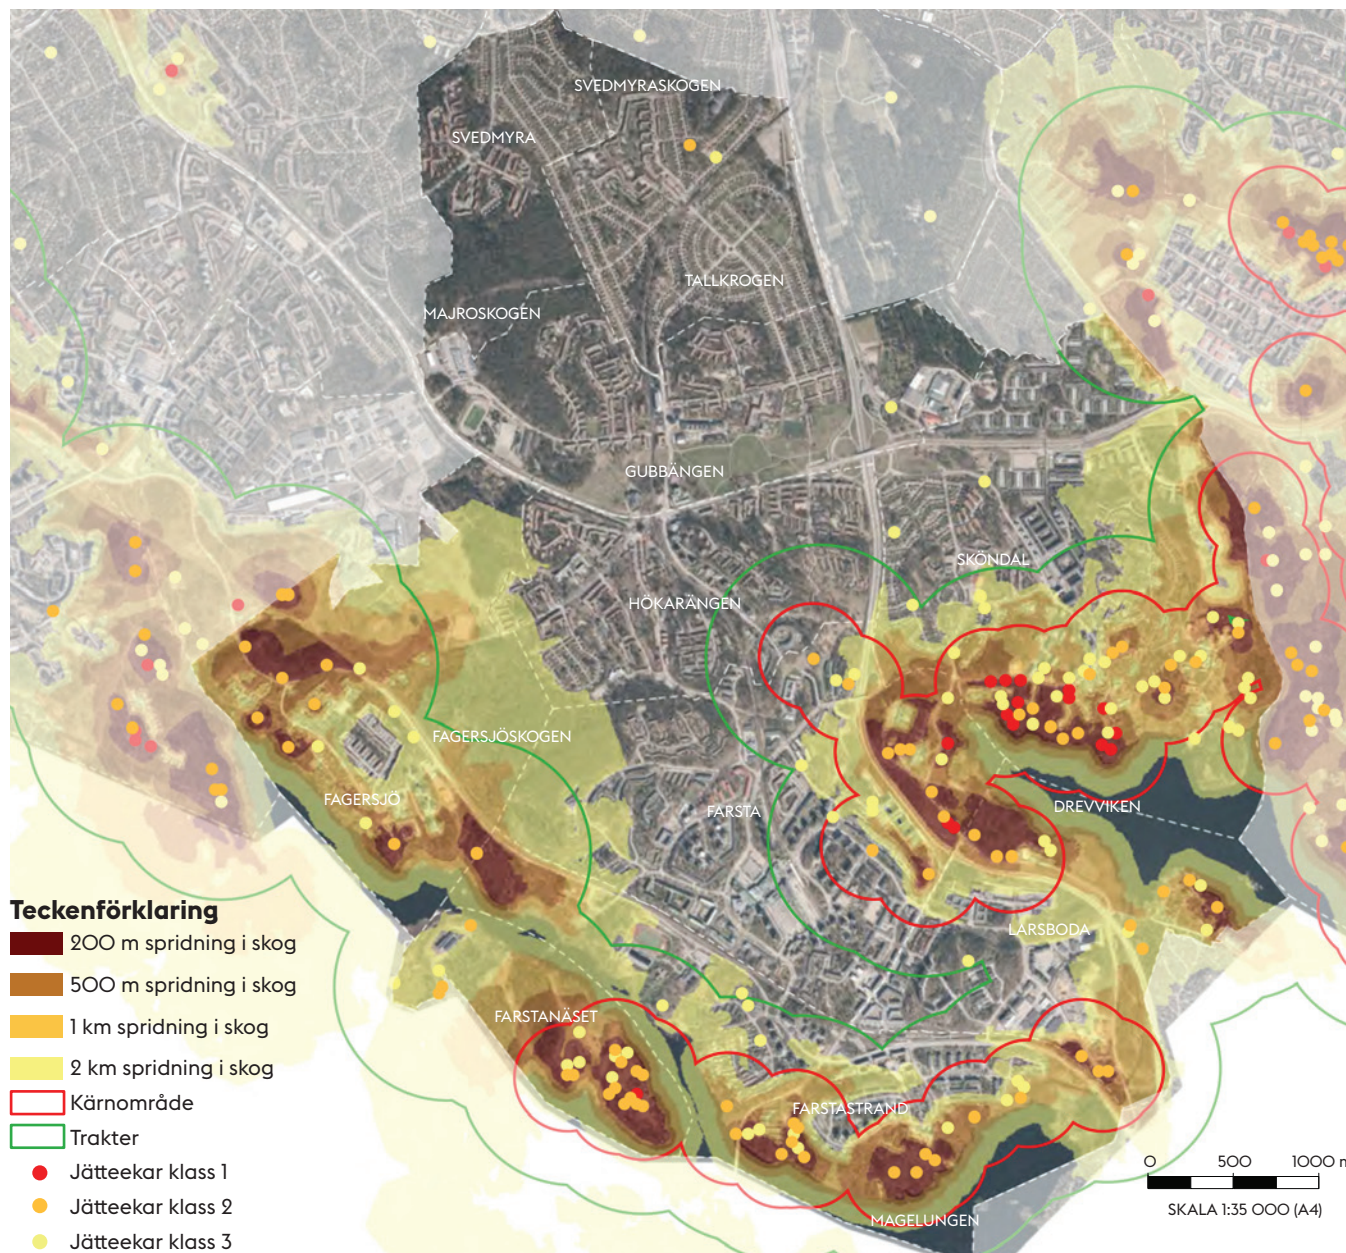 SVEDMYRASKOGEN
SVEDMYRA
TALLKROGEN
MAJROSKOGEN
GUBBÄNGEN
SKÖNDAL
HÖKARÄNGEN
FAGERSJÖSKOGEN
FAGERSJÖ
FARSTA
DREVVIKEN
LARSBODA
FARSTANÄSET
FARSTASTRAND
MAGELUNGEN
Teckenförklaring
200 m spridning i skog
500 m spridning i skog
1 km spridning i skog
2 km spridning i skog
Kärnområde
Trakter
Jätteekar klass 1
Jätteekar klass 2
Jätteekar klass 3
0 500 1000 m
SKALA 1:35 000 (A4)